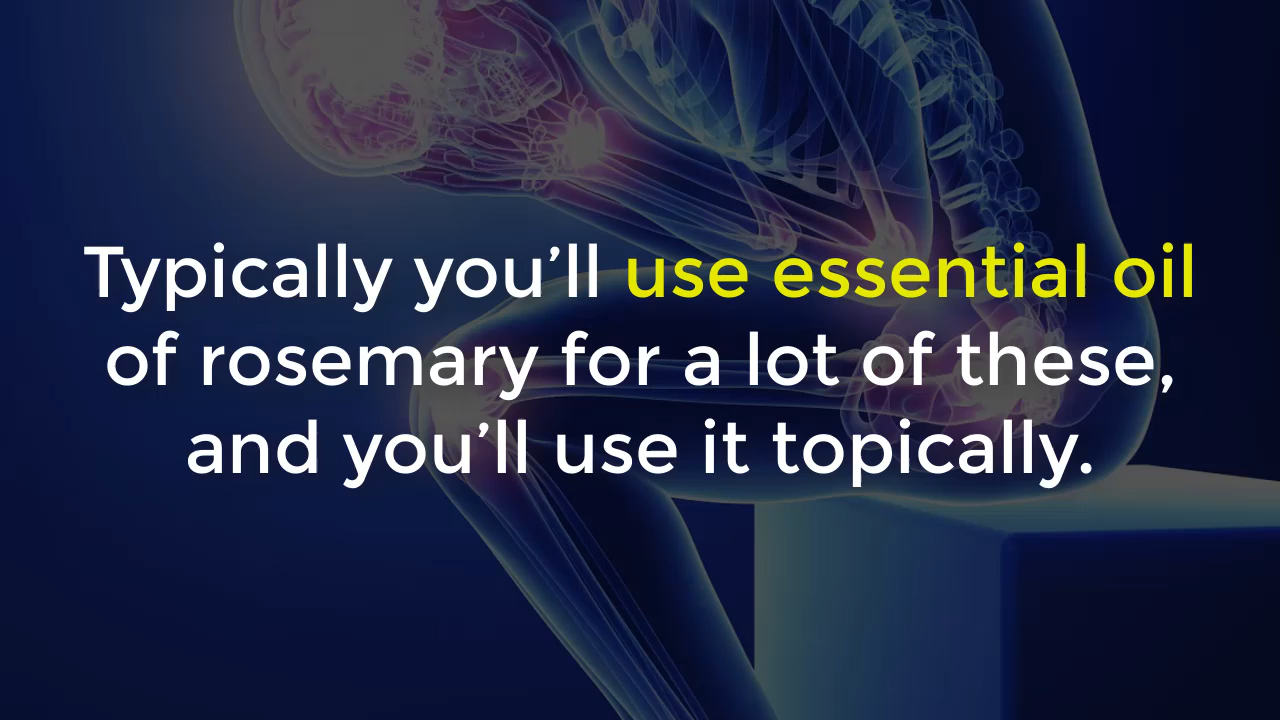 Typically you’ll use essential oil
of rosemary for a lot of these,
and you’ll use it topically.